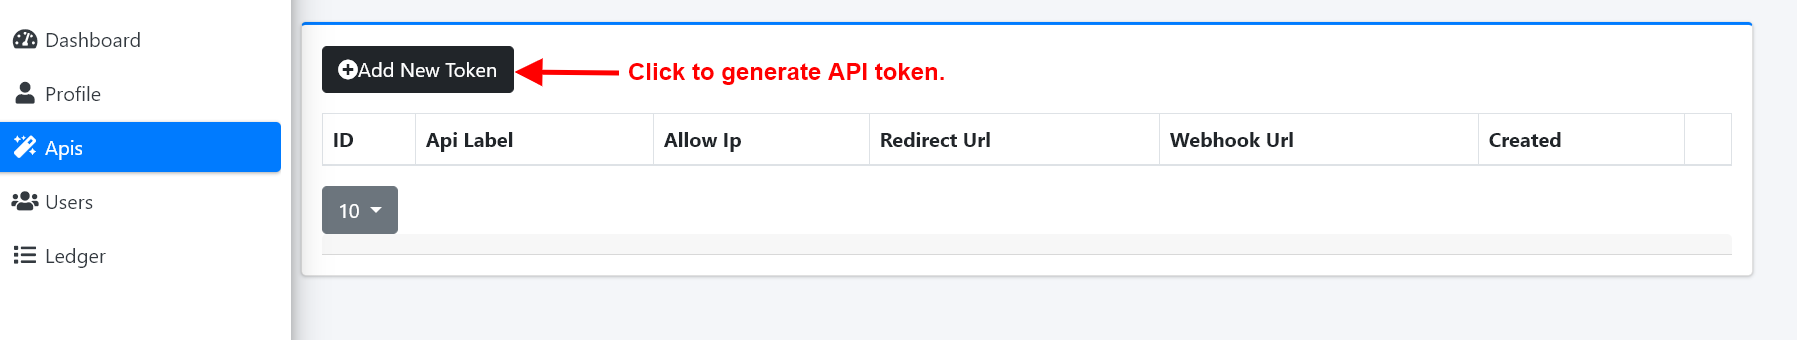 Dashboard
Profile
Apis
Users
Ledger
Add New Token
Click to generate API token.
ID Api Label Allow Ip Redirect Url Webhook Url Created
10